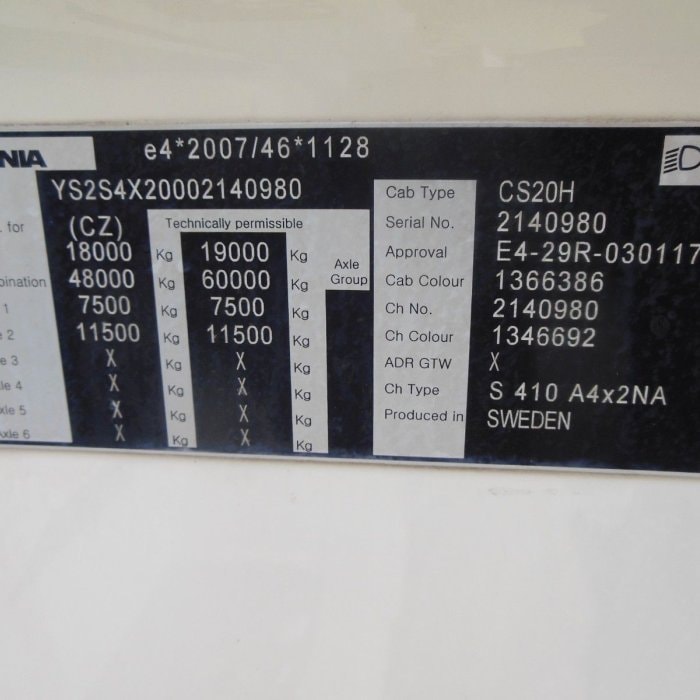 NIA
e4*2007/46*1128
YS2S4X20002140980
. for (CZ) Technically permissible
18000 Kg 19000 Kg Axle Group
bination 48000 Kg 60000 Kg
1 7500 Kg 7500 Kg
e 2 11500 Kg 11500 Kg
e 3 X Kg X Kg
le 4 X Kg X Kg
xle 5 X Kg X Kg
xle 6 X Kg X Kg
Cab Type CS20H
Serial No. 2140980
Approval E4-29R-030117
Cab Colour 1366386
Ch No. 2140980
Ch Colour 1346692
ADR GTW X
Ch Type S 410 A4x2NA
Produced in SWEDEN